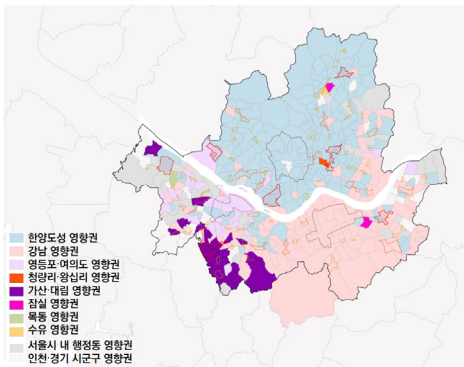 한양도성 영향권
강남 영향권
영등포·여의도 영향권
청량리·왕십리 영향권
가산·대림 영향권
잠실 영향권
목동 영향권
수유 영향권
서울시 내 행정동 영향권
인천·경기 시군구 영향권